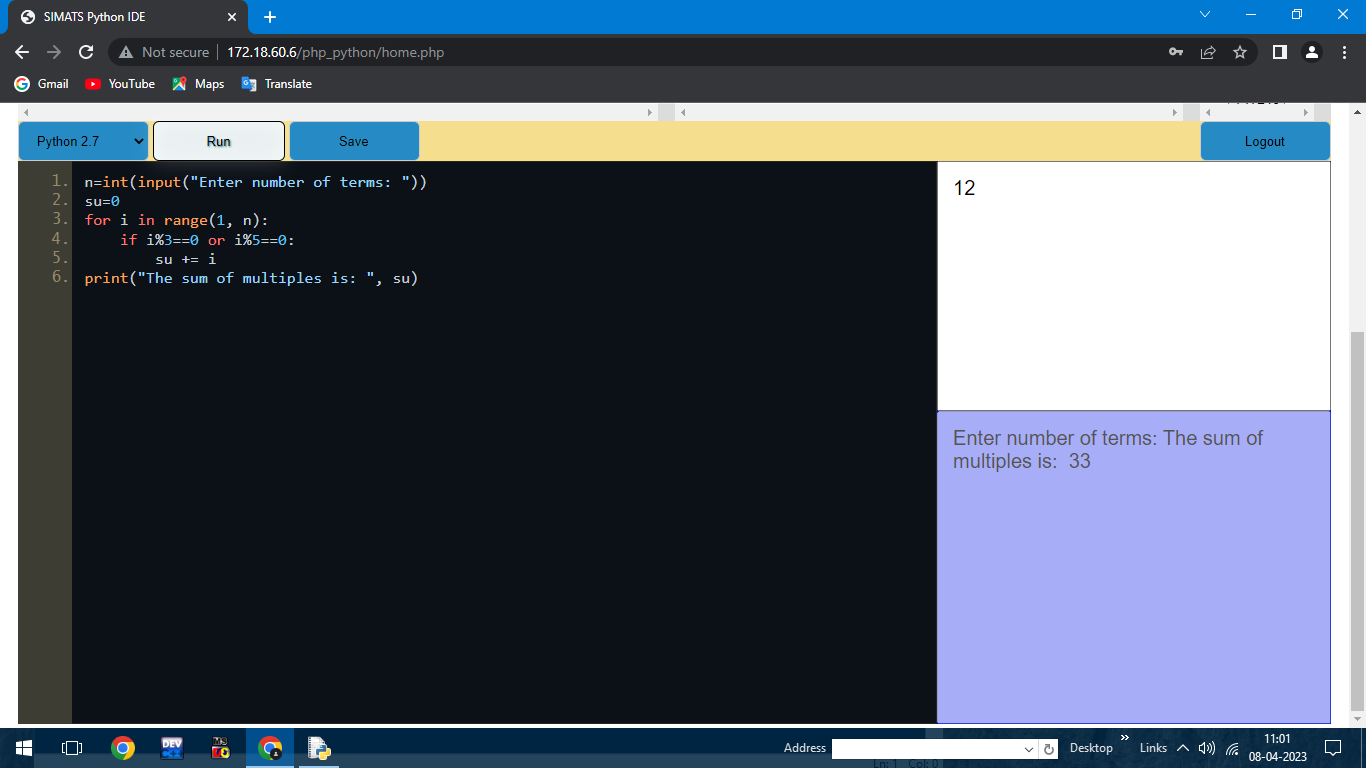 SIMATS Python IDE
Not secure 172.18.60.6/php_python/home.php
Gmail YouTube Maps Translate
Python 2.7 Run Save Logout
1. n=int(input("Enter number of terms: "))
2. su=0
3. for i in range(1, n):
4.     if i%3==0 or i%5==0:
5.         su += i
6. print("The sum of multiples is: ", su)
12
Enter number of terms: The sum of
multiples is:  33
DEV
Address Desktop Links
11:01
08-04-2023